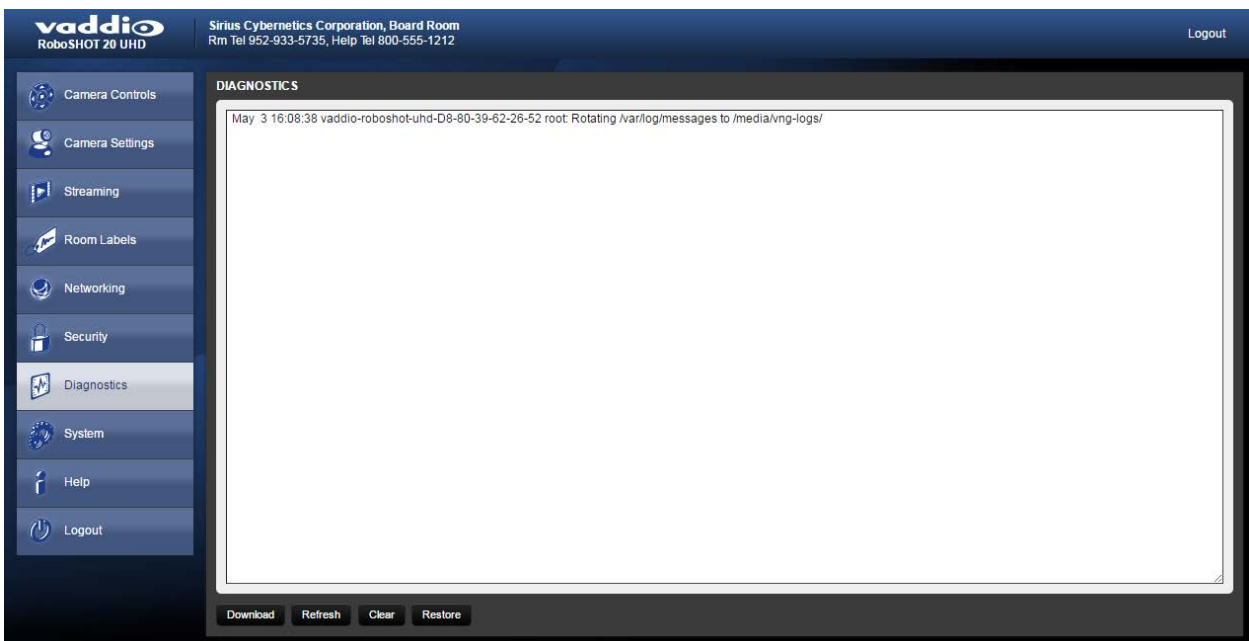 vaddio
RoboSHOT 20 UHD
Sirius Cybernetics Corporation, Board Room
Rm Tel 952-933-5735, Help Tel 800-555-1212
Logout
Camera Controls
Camera Settings
Streaming
Room Labels
Networking
Security
Diagnostics
System
Help
Logout
DIAGNOSTICS
May 3 16:08:38 vaddio-roboshot-uhd-D8-80-39-62-26-52 root: Rotating /var/log/messages to /media/vng-logs/
Download Refresh Clear Restore